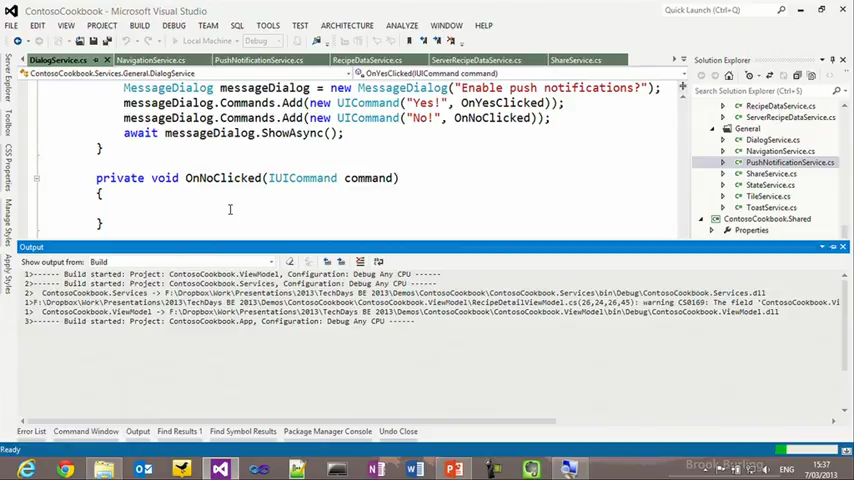 ContosoCookbook - Microsoft Visual Studio
Quick Launch (Ctrl+Q)
FILE EDIT VIEW PROJECT BUILD DEBUG TEAM SQL TOOLS TEST ARCHITECTURE ANALYZE WINDOW HELP
Local Machine Debug
DialogService.cs NavigationService.cs PushNotificationService.cs RecipeDataService.cs ServerRecipeDataService.cs ShareService.cs
Solution Explorer
ContosoCookbook.Services.General.DialogService
OnYesClicked(IUICommand command)
Search Solution Explorer (Ctrl+;)
MessageDialog messageDialog = new MessageDialog("Enable push notifications?");
messageDialog.Commands.Add(new UICommand("Yes!", OnYesClicked));
messageDialog.Commands.Add(new UICommand("No!", OnNoClicked));
await messageDialog.ShowAsync();
}
private void OnNoClicked(IUICommand command)
{
}
RecipeDataService.cs
ServerRecipeDataService.cs
General
DialogService.cs
NavigationService.cs
PushNotificationService.cs
ShareService.cs
StateService.cs
TileService.cs
ToastService.cs
ContosoCookbook.Shared
Properties
Server Explorer
Toolbox
CSS Properties
Manage Styles
Apply Styles
Output
Show output from: Build
1>------ Build started: Project: ContosoCookbook.ViewModel, Configuration: Debug Any CPU ------
2>------ Build started: Project: ContosoCookbook.Services, Configuration: Debug Any CPU ------
2> ContosoCookbook.Services -> F:\Dropbox\Work\Presentations\2013\TechDays BE 2013\Demos\ContosoCookbook\ContosoCookbook.Services\bin\Debug\ContosoCookbook.Services.dll
1>F:\Dropbox\Work\Presentations\2013\TechDays BE 2013\Demos\ContosoCookbook\ContosoCookbook.ViewModel\RecipeDetailViewModel.cs(26,24,26,45): warning CS0169: The field 'ContosoCookbook.Vi
1> ContosoCookbook.ViewModel -> F:\Dropbox\Work\Presentations\2013\TechDays BE 2013\Demos\ContosoCookbook\ContosoCookbook.ViewModel\bin\Debug\ContosoCookbook.ViewModel.dll
3>------ Build started: Project: ContosoCookbook.App, Configuration: Debug Any CPU ------
Error List Command Window Output Find Results 1 Find Symbol Results Package Manager Console Undo Close
Ready
ENG
15:37
7/03/2013